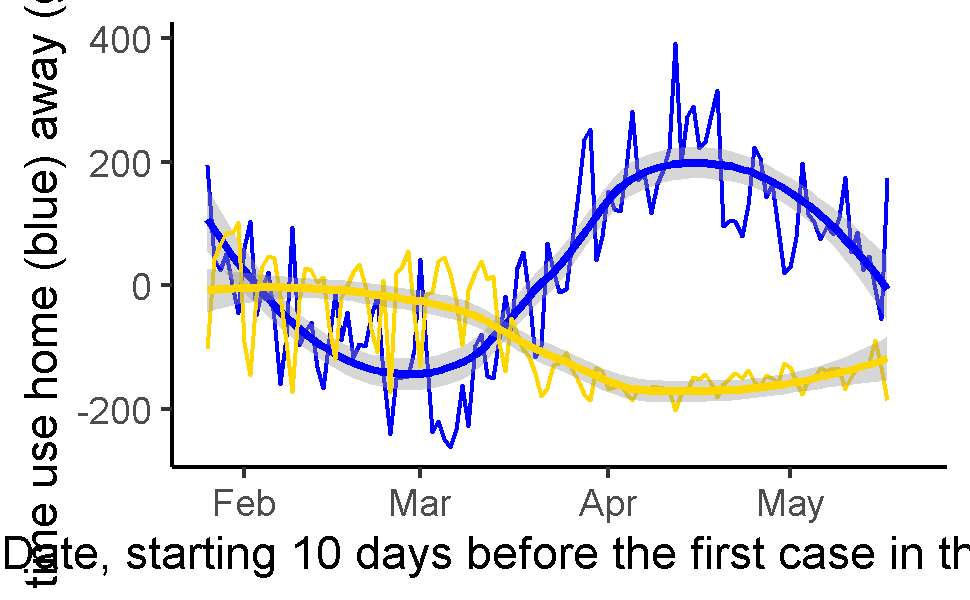 time use home (blue) away (
400
200
0
-200
Feb Mar Apr May
Date, starting 10 days before the first case in th